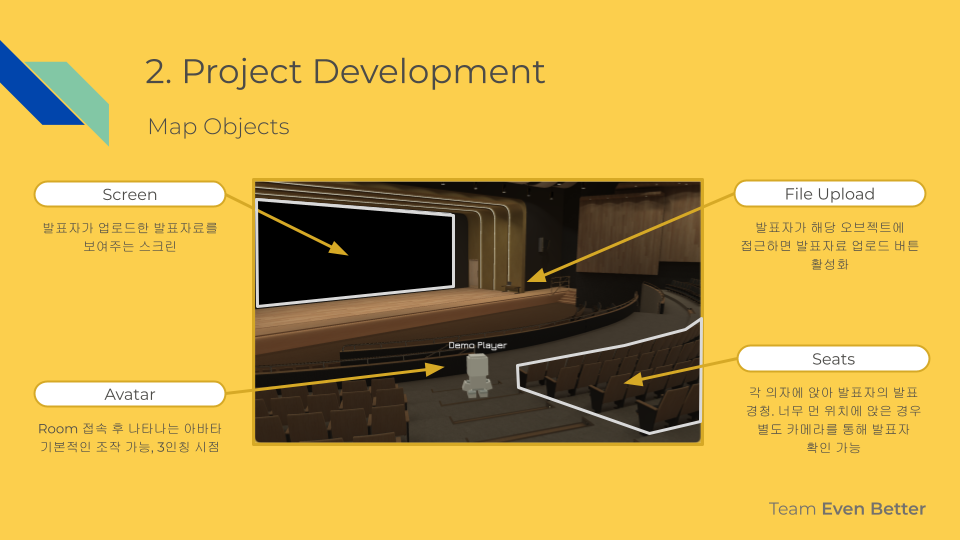 2. Project Development
Map Objects
Screen
발표자가 업로드한 발표자료를
보여주는 스크린
File Upload
발표자가 해당 오브젝트에
접근하면 발표자료 업로드 버튼
활성화
Demo Player
Avatar
Room 접속 후 나타나는 아바타
기본적인 조작 가능, 3인칭 시점
Seats
각 의자에 앉아 발표자의 발표
경청. 너무 먼 위치에 앉은 경우
별도 카메라를 통해 발표자
확인 가능
Team Even Better